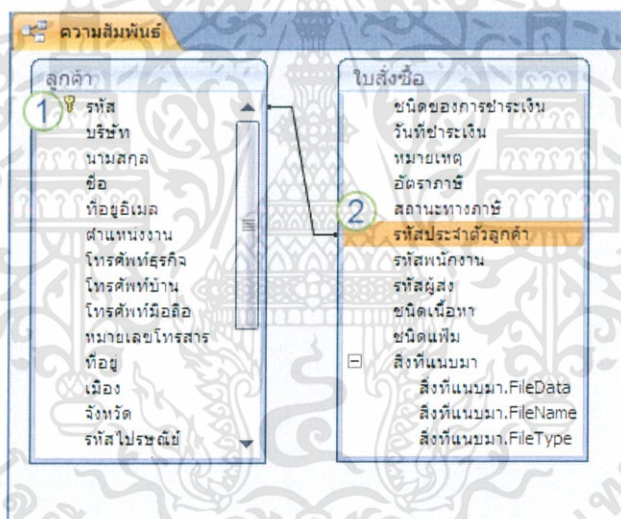 ความสัมพันธ์
ลูกค้า
1 รหัส
บริษัท
นามสกุล
ชื่อ
ที่อยู่อีเมล
ตำแหน่งงาน
โทรศัพท์ธุรกิจ
โทรศัพท์บ้าน
โทรศัพท์มือถือ
หมายเลขโทรสาร
ที่อยู่
เมือง
จังหวัด
รหัสไปรษณีย์
ใบสั่งซื้อ
ชนิดของการชำระเงิน
วันที่ชำระเงิน
หมายเหตุ
อัตราภาษี
สถานะทางภาษี
2 รหัสประจำตัวลูกค้า
รหัสพนักงาน
รหัสผู้ส่ง
ชนิดเนื้อหา
ชนิดแฟ้ม
สิ่งที่แนบมา
สิ่งที่แนบมา.FileData
สิ่งที่แนบมา.FileName
สิ่งที่แนบมา.FileType